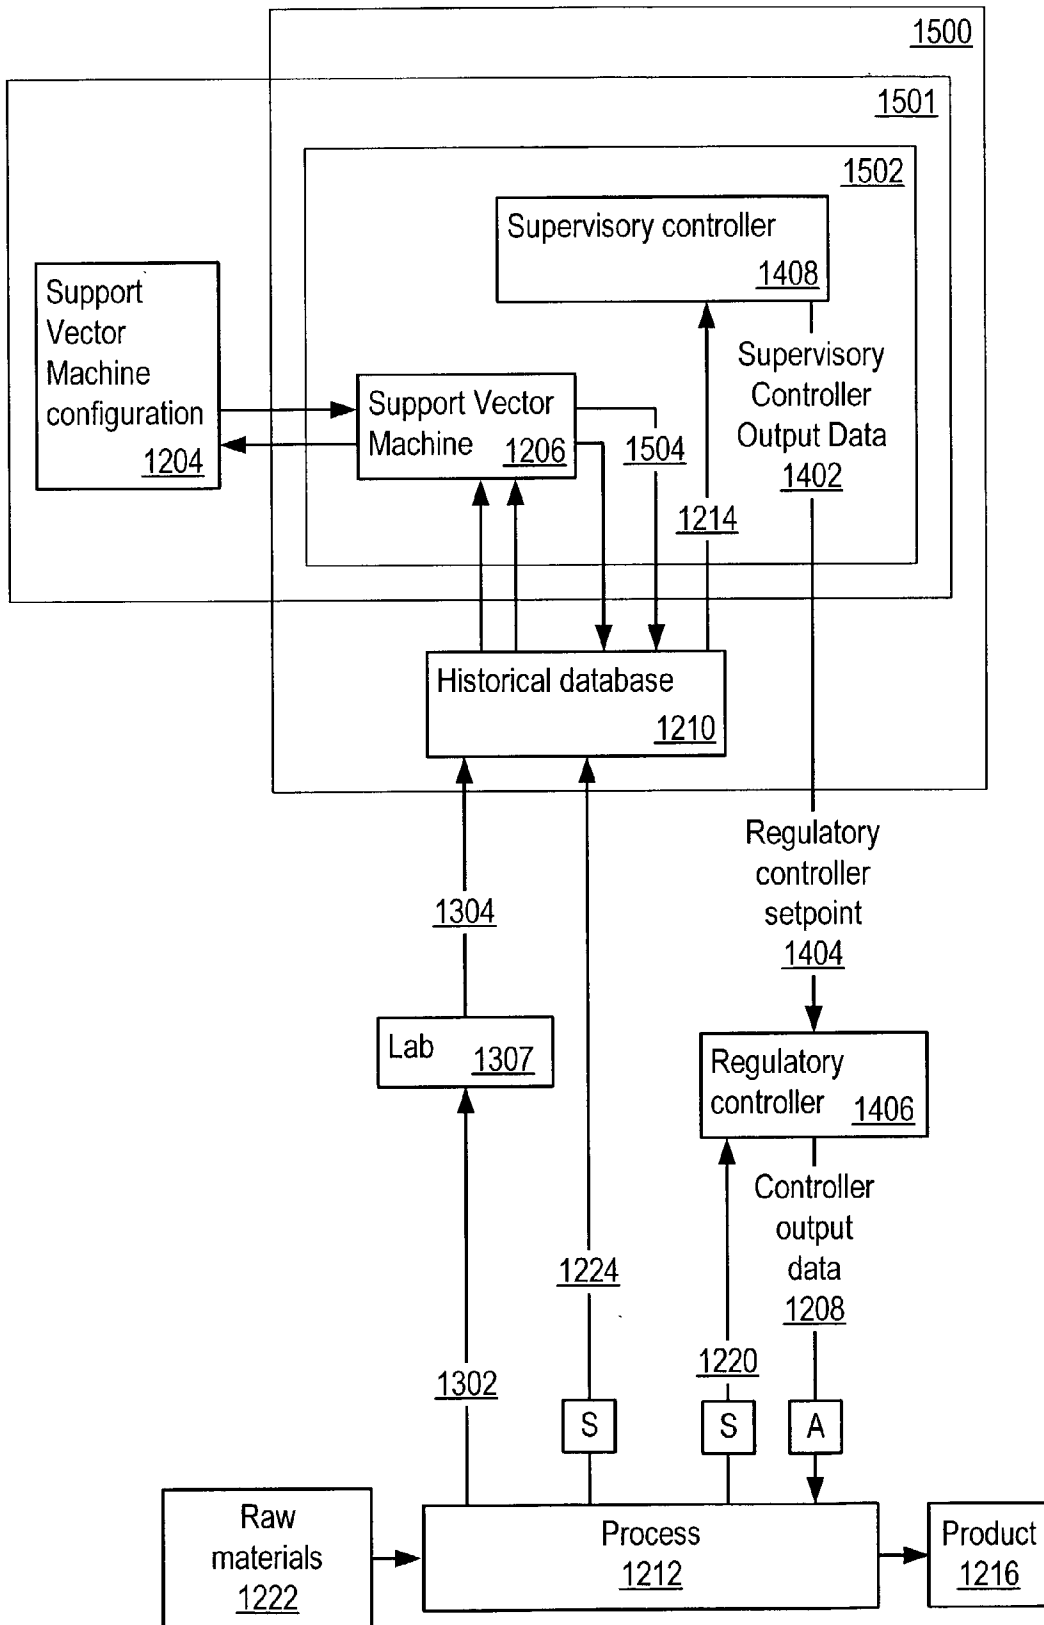 1500
1501
1502
Supervisory controller
1408
Support
Vector
Machine
configuration
1204
Support Vector
Machine
1206
1504
1214
Supervisory
Controller
Output Data
1402
Historical database
1210
Regulatory
controller
setpoint
1404
1304
Lab
1307
Regulatory
controller
1406
Controller
output
data
1208
1224
1220
1302
S
S
A
Raw
materials
1222
Process
1212
Product
1216